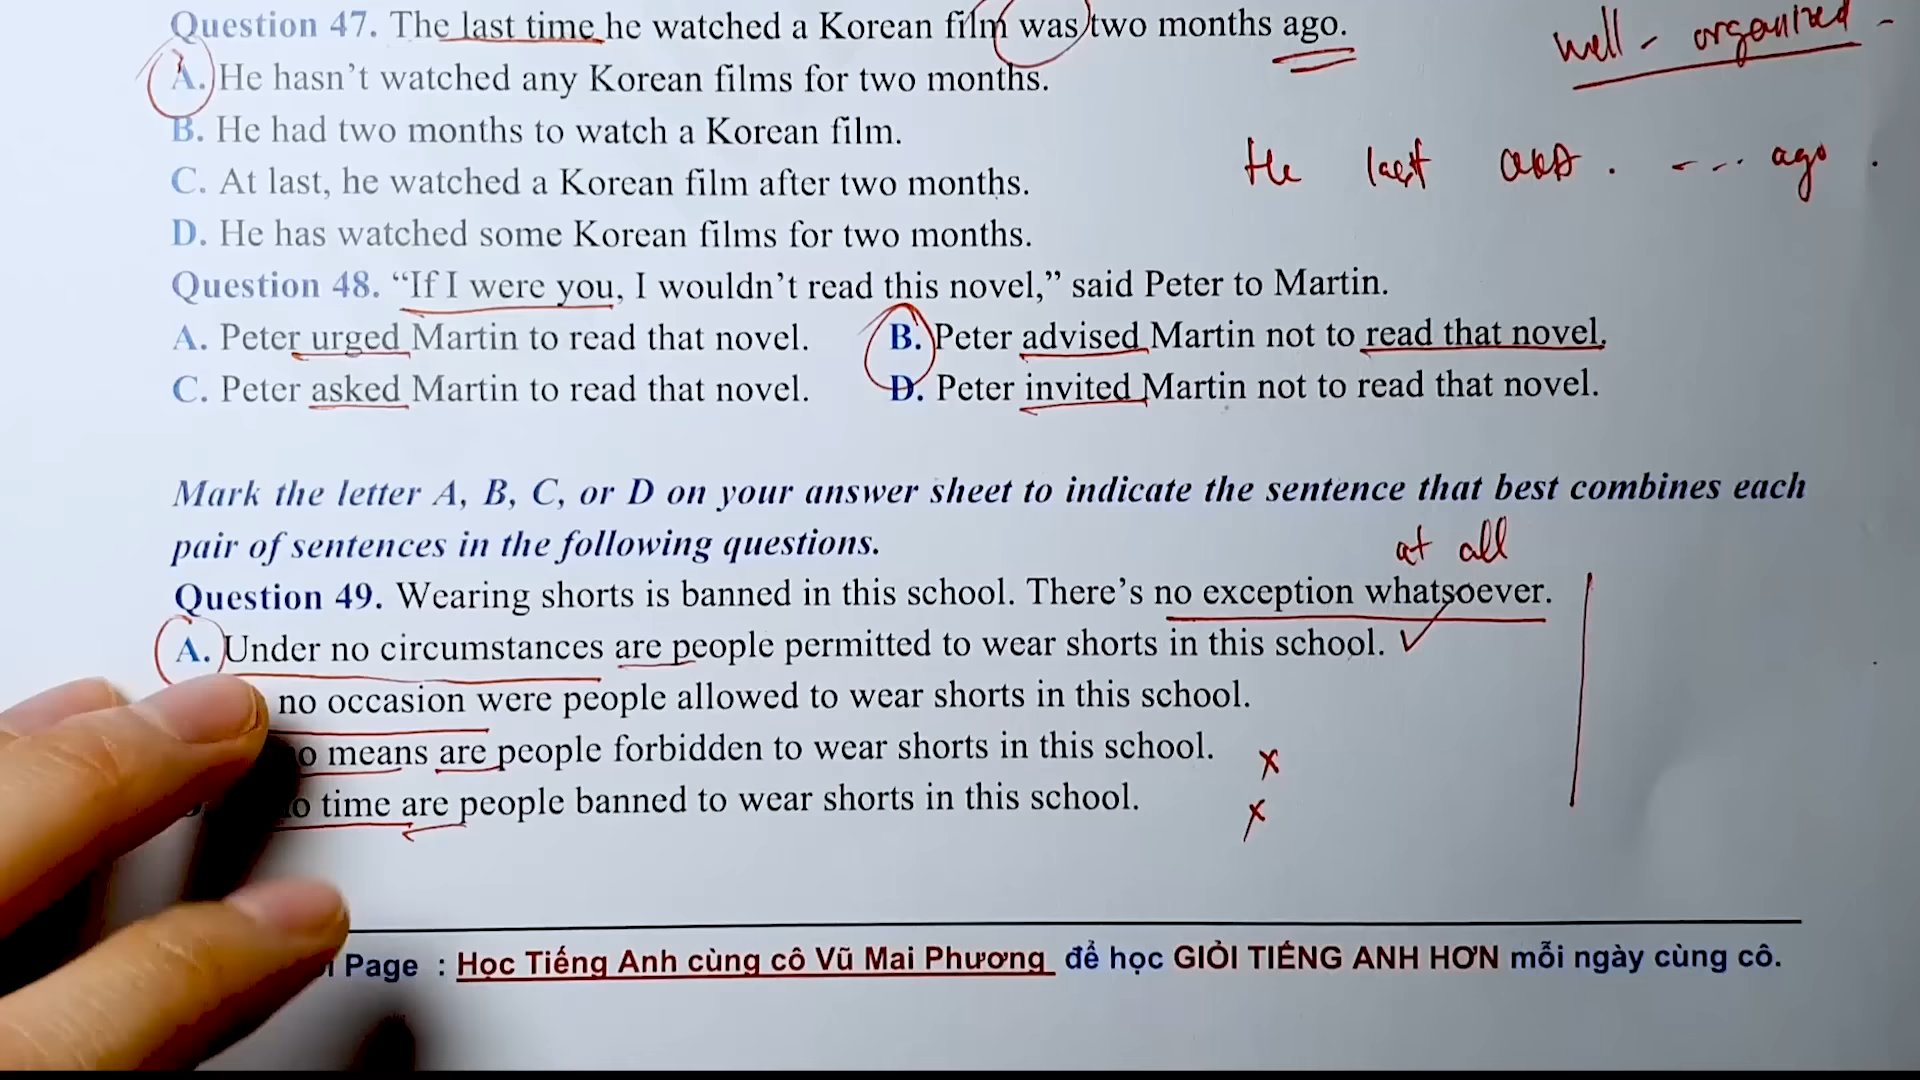 Question 47. The last time he watched a Korean film was two months ago.
well - organized -
A. He hasn't watched any Korean films for two months.
B. He had two months to watch a Korean film.
C. At last, he watched a Korean film after two months.
the last . --- ago .
D. He has watched some Korean films for two months.
Question 48. “If I were you, I wouldn't read this novel,” said Peter to Martin.
A. Peter urged Martin to read that novel. B. Peter advised Martin not to read that novel.
C. Peter asked Martin to read that novel. D. Peter invited Martin not to read that novel.
Mark the letter A, B, C, or D on your answer sheet to indicate the sentence that best combines each
pair of sentences in the following questions.
at all
Question 49. Wearing shorts is banned in this school. There's no exception whatsoever.
A. Under no circumstances are people permitted to wear shorts in this school.
no occasion were people allowed to wear shorts in this school.
means are people forbidden to wear shorts in this school.
time are people banned to wear shorts in this school.
Page : Học Tiếng Anh cùng cô Vũ Mai Phương để học GIỎI TIẾNG ANH HƠN mỗi ngày cùng cô.